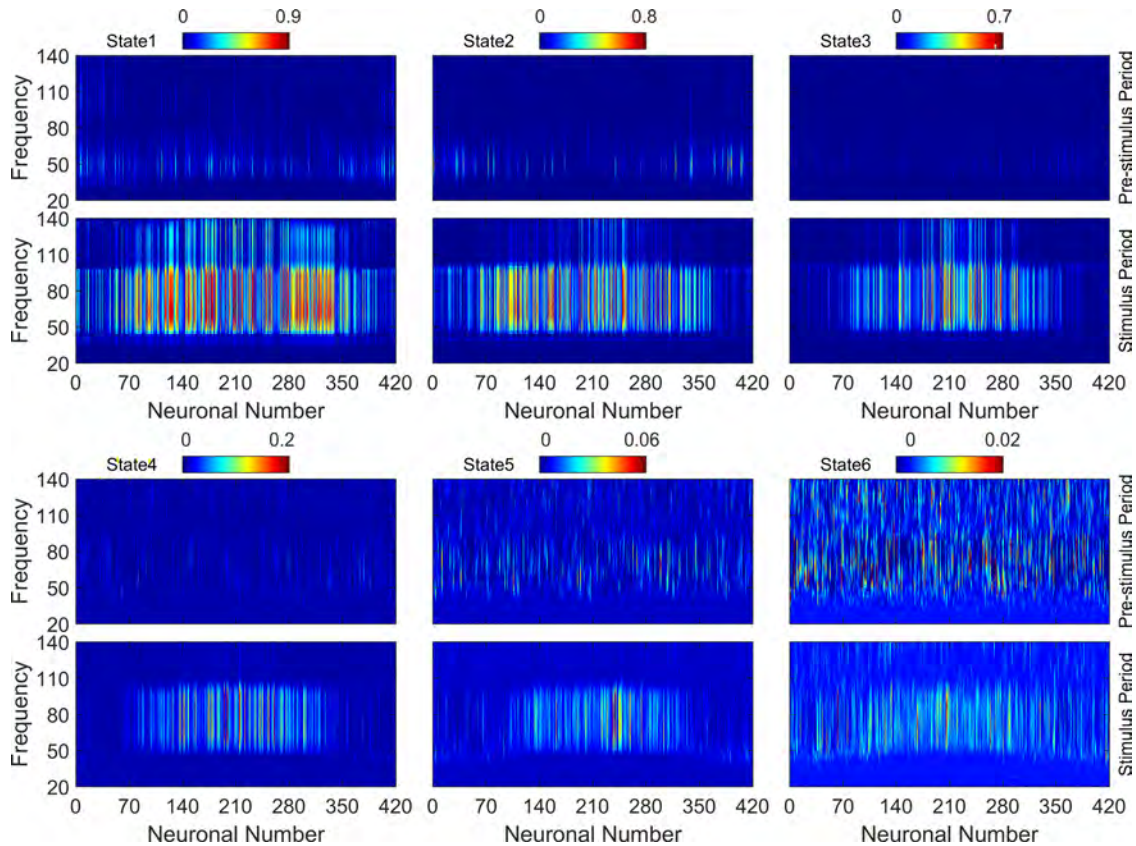 State1 0 0.9
State2 0 0.8
State3 0 0.7
Frequency 140 110 80 50 20 Pre-stimulus Period
Frequency 140 110 80 50 20 Stimulus Period
0 70 140 210 280 350 420 0 70 140 210 280 350 420 0 70 140 210 280 350 420
Neuronal Number Neuronal Number Neuronal Number
State4 0 0.2
State5 0 0.06
State6 0 0.02
Frequency 140 110 80 50 20 Pre-stimulus Period
Frequency 140 110 80 50 20 Stimulus Period
0 70 140 210 280 350 420 0 70 140 210 280 350 420 0 70 140 210 280 350 420
Neuronal Number Neuronal Number Neuronal Number